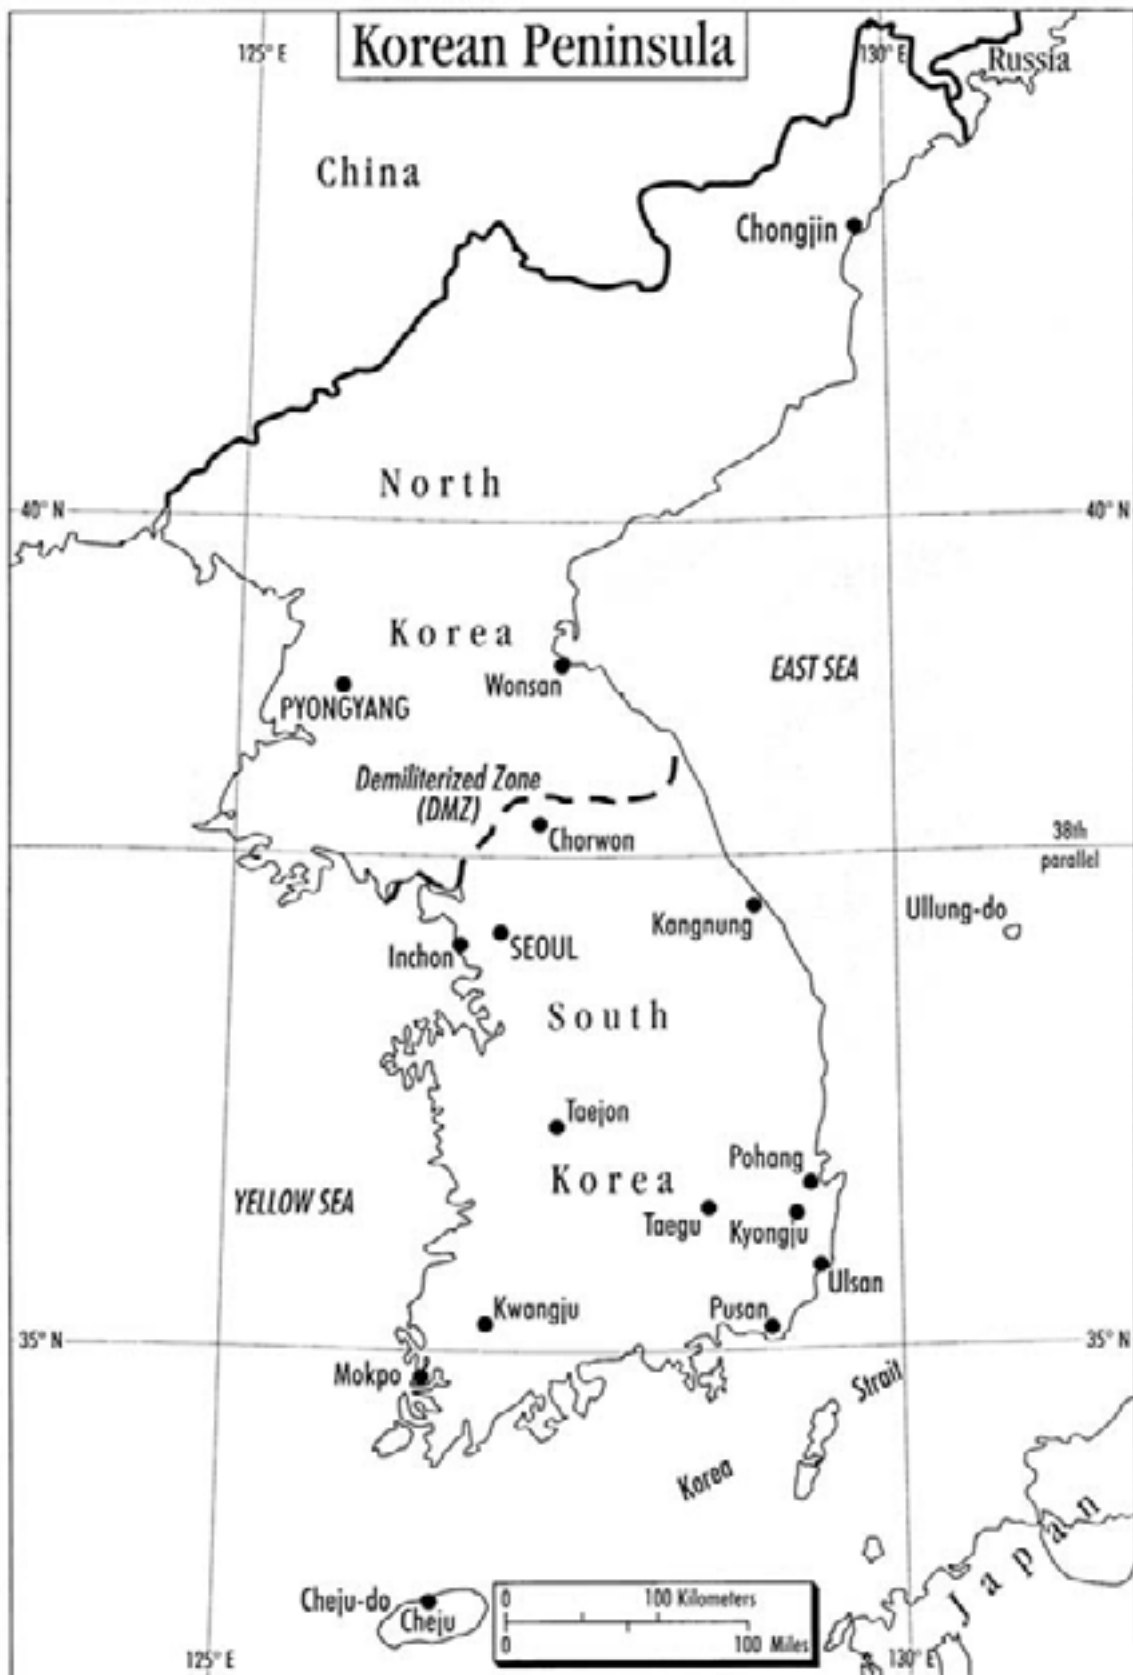 Korean Peninsula
125° E
130° E
Russia
China
Chongjin
North
40° N
40° N
Korea
EAST SEA
Wonsan
PYONGYANG
Demiliterized Zone
(DMZ)
Chorwon
38th
parallel
Ullung-do
Kangnung
Inchon
SEOUL
South
Taejon
Pohang
Korea
YELLOW SEA
Taegu
Kyongju
Ulsan
Kwangju
Pusan
35° N
35° N
Mokpo
Strait
Korea
Japan
Cheju-do
Cheju
0 100 Kilometers
0 100 Miles
125° E
130° E